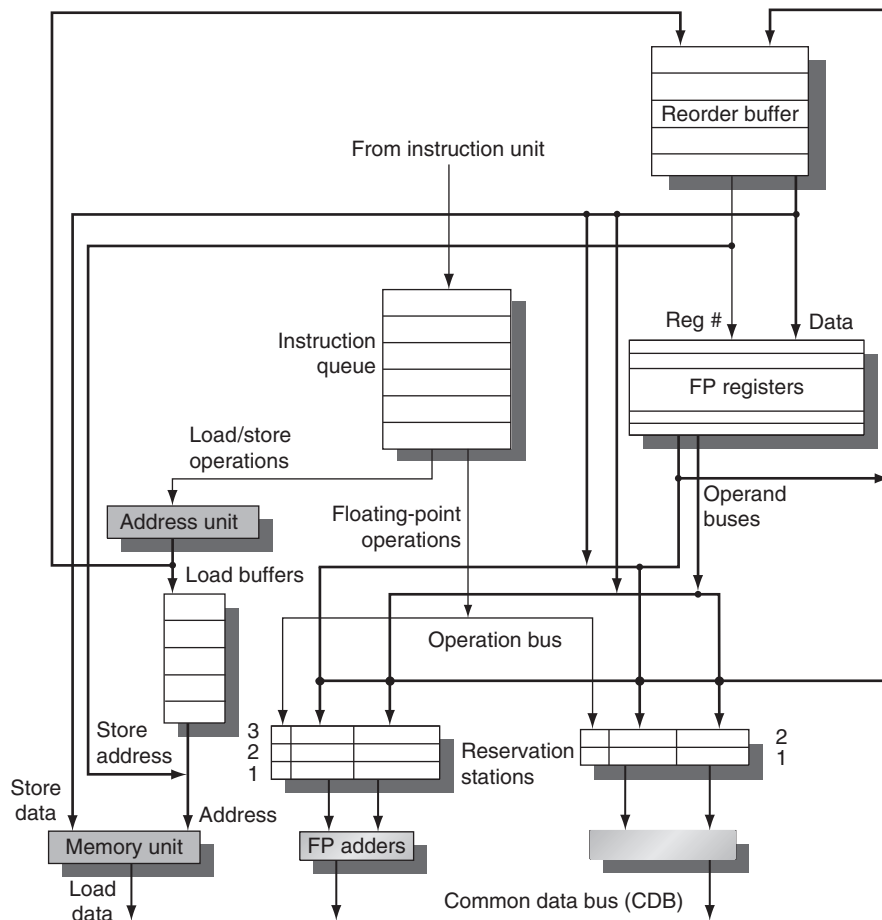 Reorder buffer
From instruction unit
Reg #
Data
Instruction
queue
FP registers
Load/store
operations
Operand
buses
Address unit
Floating-point
operations
Load buffers
Operation bus
Store
address
3
2
1
Reservation
stations
2
1
Store
data
Address
Memory unit
FP adders
Load
data
Common data bus (CDB)